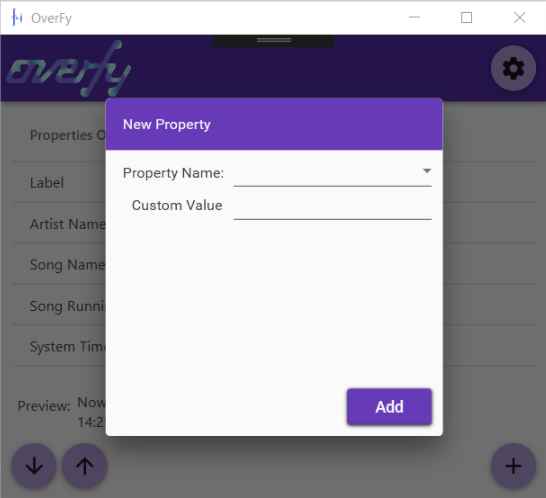 OverFy
overfy
New Property
Properties O
Property Name:
Label
Custom Value
Artist Name
Song Name
Song Runni
System Tim
Preview: Now
14:2
Add